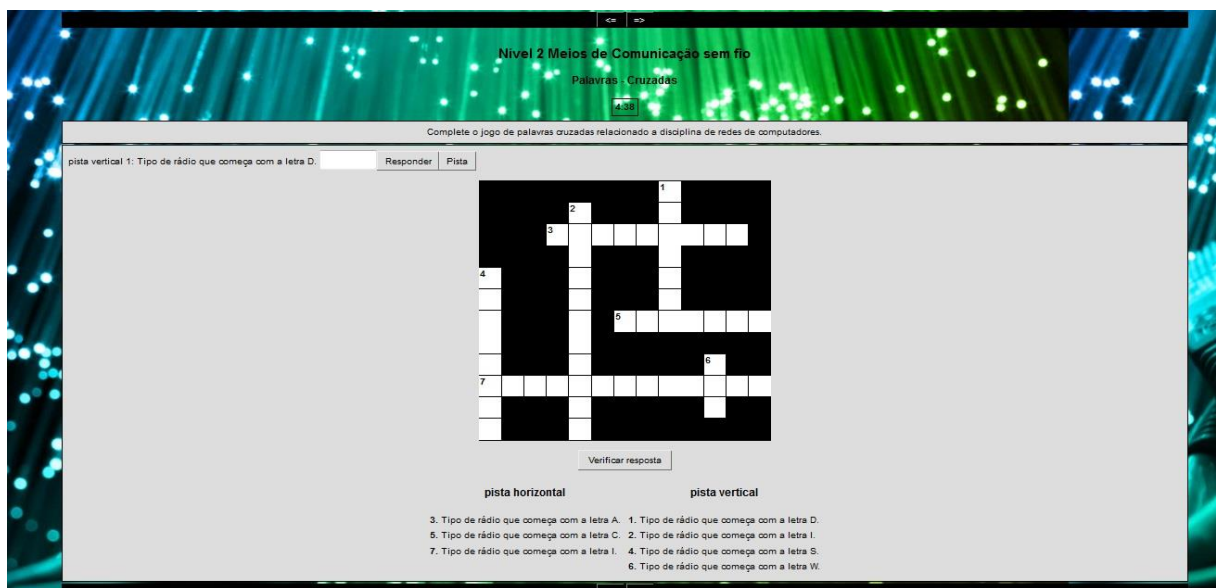 <= =>
Nível 2 Meios de Comunicação sem fio
Palavras - Cruzadas
4:38
Complete o jogo de palavras cruzadas relacionado a disciplina de redes de computadores.
pista vertical 1: Tipo de rádio que começa com a letra D. Responder Pista
1
2
3
4
5
6
7
Verificar resposta
pista horizontal
3. Tipo de rádio que começa com a letra A.
5. Tipo de rádio que começa com a letra C.
7. Tipo de rádio que começa com a letra I.
pista vertical
1. Tipo de rádio que começa com a letra D.
2. Tipo de rádio que começa com a letra I.
4. Tipo de rádio que começa com a letra S.
6. Tipo de rádio que começa com a letra W.